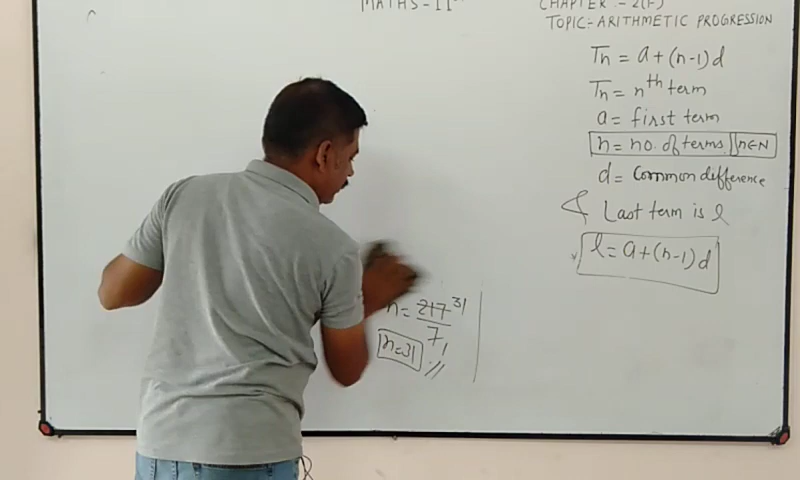 MATHS-II
CHAPTER - 2(F)
TOPIC:-ARITHMETIC PROGRESSION
Tn = a+(n-1)d
Tn = nth term
a = first term
n = no. of terms n∈N
d = Common difference
Last term is l
l = a+(n-1)d
n = 217 31
7 1
n=31